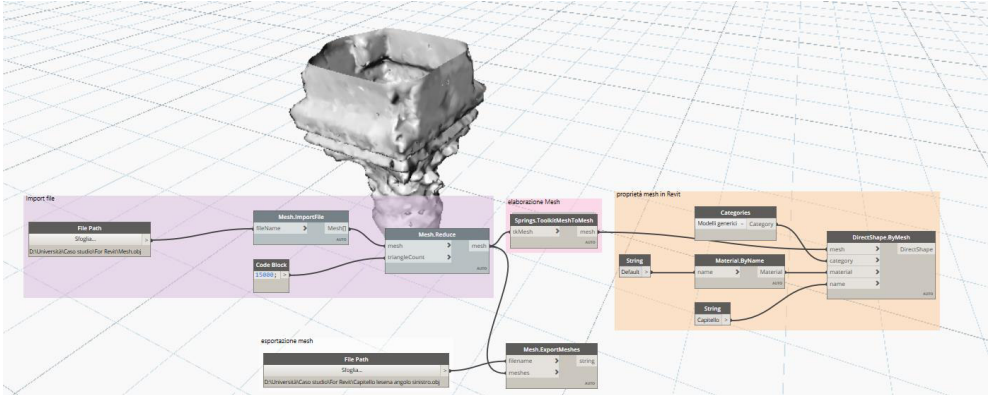 Import file
File Path
Sfoglia...
>
D:\Università\Caso studio\For Revit\Mesh.obj
Mesh.ImportFile
fileName > Mesh[]
AUTO
Code Block
15000; >
Mesh.Reduce
mesh > mesh
triangleCount >
AUTO
elaborazione Mesh
Springs.ToolkitMeshToMesh
tkMesh > mesh
AUTO
proprietà mesh in Revit
Categories
Modelli generici Category
String
Default >
Material.ByName
name > Material
AUTO
String
Capitello >
DirectShape.ByMesh
mesh > DirectShape
category >
material >
name >
AUTO
esportazione mesh
File Path
Sfoglia...
>
D:\Università\Caso studio\For Revit\Capitello lesena angolo sinistro.obj
Mesh.ExportMeshes
filename > string
meshes >
AUTO